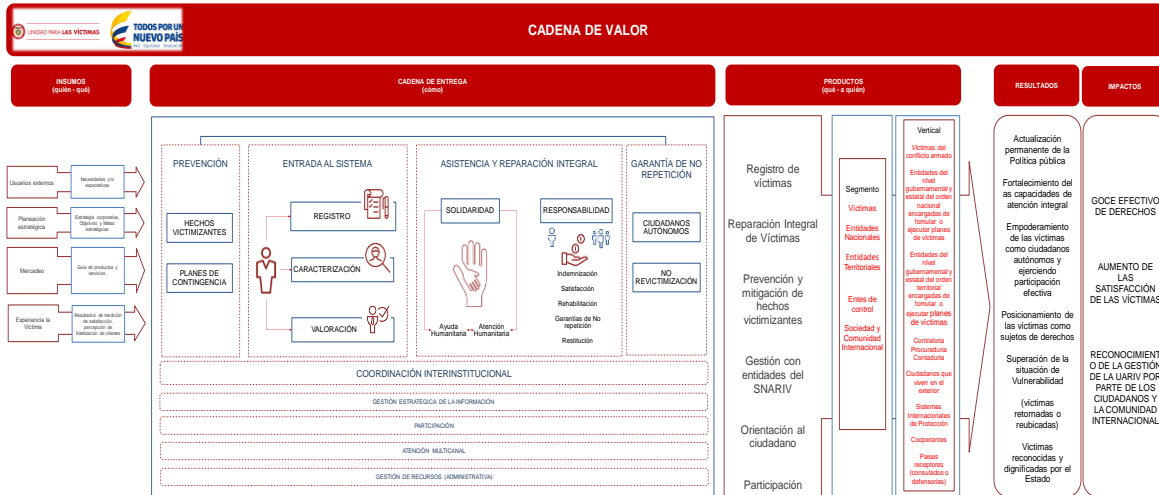 UNIDAD PARA LAS VÍCTIMAS
TODOS POR UN
NUEVO PAÍS
PAZ EQUIDAD EDUCACIÓN
CADENA DE VALOR
INSUMOS
(quién - qué)
CADENA DE ENTREGA
(cómo)
PRODUCTOS
(qué - a quién)
RESULTADOS
IMPACTOS
Usuarios externos
Necesidades y/o
expectativas
Planeación
estratégica
Estrategia corporativa,
Objetivos y Metas
estratégicas
Mercadeo
Guía de productos y
servicios.
Experiencia la
Víctima
Resultados de medición
de satisfacción,
percepción de
fidelización de clientes
PREVENCIÓN
HECHOS
VICTIMIZANTES
PLANES DE
CONTINGENCIA
ENTRADA AL SISTEMA
REGISTRO
CARACTERIZACIÓN
VALORACIÓN
ASISTENCIA Y REPARACIÓN INTEGRAL
SOLIDARIDAD
Ayuda
Humanitaria
Atención
Humanitaria
RESPONSABILIDAD
Indemnización
Satisfacción
Rehabilitación
Garantías de No
repetición
Restitución
GARANTÍA DE NO
REPETICIÓN
CIUDADANOS
AUTÓNOMOS
NO
REVICTIMIZACIÓN
COORDINACIÓN INTERINSTITUCIONAL
GESTIÓN ESTRATEGICA DE LA INFORMACIÓN
PARTCIPACIÓN
ATENCIÓN MULTICANAL
GESTIÓN DE RECURSOS (ADMINISTRATIVA)
Registro de
víctimas
Reparación Integral
de Víctimas
Prevención y
mitigación de
hechos
victimizantes
Gestión con
entidades del
SNARIV
Orientación al
ciudadano
Participación
Segmento
Víctimas
Entidades
Nacionales
Entidades
Territoriales
Entes de
control
Sociedad y
Comunidad
Internacional
Vertical
Víctimas del
conflicto armado
Entidades del
nivel
gubernamental y
estatal del orden
nacional
encargadas de
fomular o
ejecutar planes
de víctimas
Entidades del
nivel
gubernamental y
estatal del orden
territorial
encargadas de
fomular o
ejecutar planes
de víctimas
Contraloría
Procuraduría
Contaduría
Ciudadanos que
viven en el
exterior
Sistemas
Internacionales
de Protección
Cooperantes
Países
receptores
(consulados o
defensorias)
Actualización
permanente de la
Política pública
Fortalecimiento del
as capacidades de
atención integral
Empoderamiento
de las víctimas
como ciudadanos
autónomos y
ejerciendo
participación
efectiva
Posicionamiento de
las víctimas como
sujetos de derechos
Superación de la
situación de
Vulnerabilidad
(víctimas
retornadas o
reubicadas)
Victimas
reconocidas y
dignificadas por el
Estado
GOCE EFECTIVO
DE DERECHOS
AUMENTO DE
LAS
SATISFACCIÓN
DE LAS VÍCTIMAS
RECONOCIMIENT
O DE LA GESTIÓN
DE LA UARIV POR
PARTE DE LOS
CIUDADANOS Y
LA COMUNIDAD
INTERNACIONAL